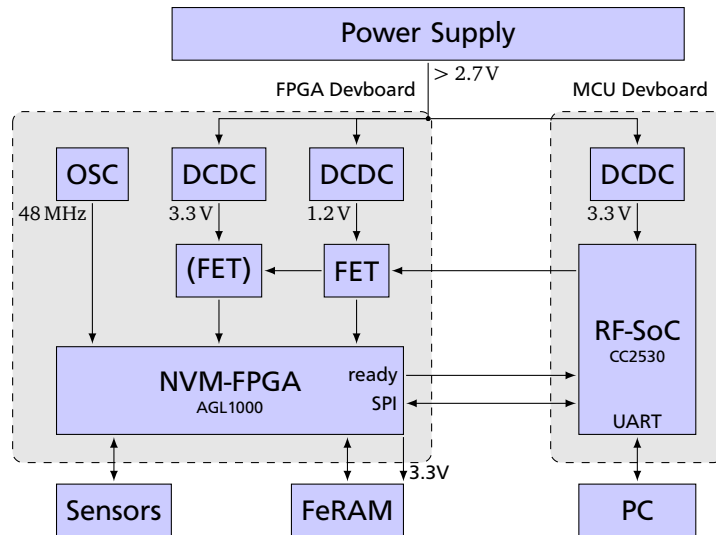 Power Supply
> 2.7 V
FPGA Devboard
MCU Devboard
OSC
DCDC
DCDC
DCDC
48 MHz
3.3 V
1.2 V
3.3 V
(FET)
FET
RF-SoC
CC2530
NVM-FPGA
AGL1000
ready
SPI
UART
3.3V
Sensors
FeRAM
PC